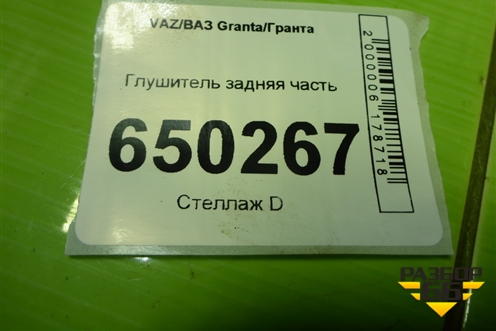 VAZ/ВАЗ Granta/Гранта
Глушитель задняя часть
650267
Стеллаж D
2000006178718
РАЗБОР
66